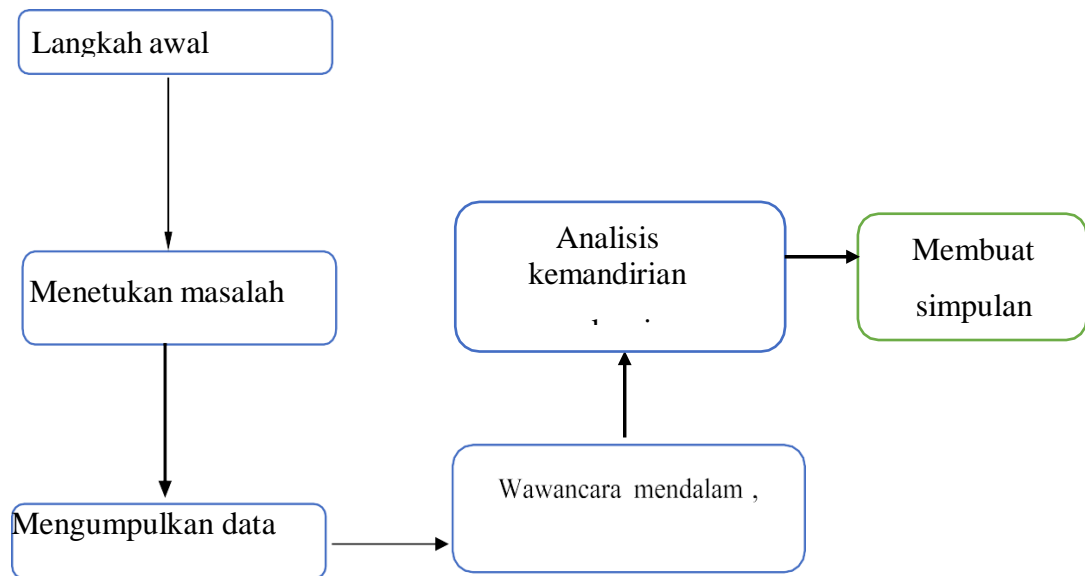 Langkah awal
Menetukan masalah
Mengumpulkan data
Wawancara mendalam ,
Analisis
kemandirian
Membuat
simpulan